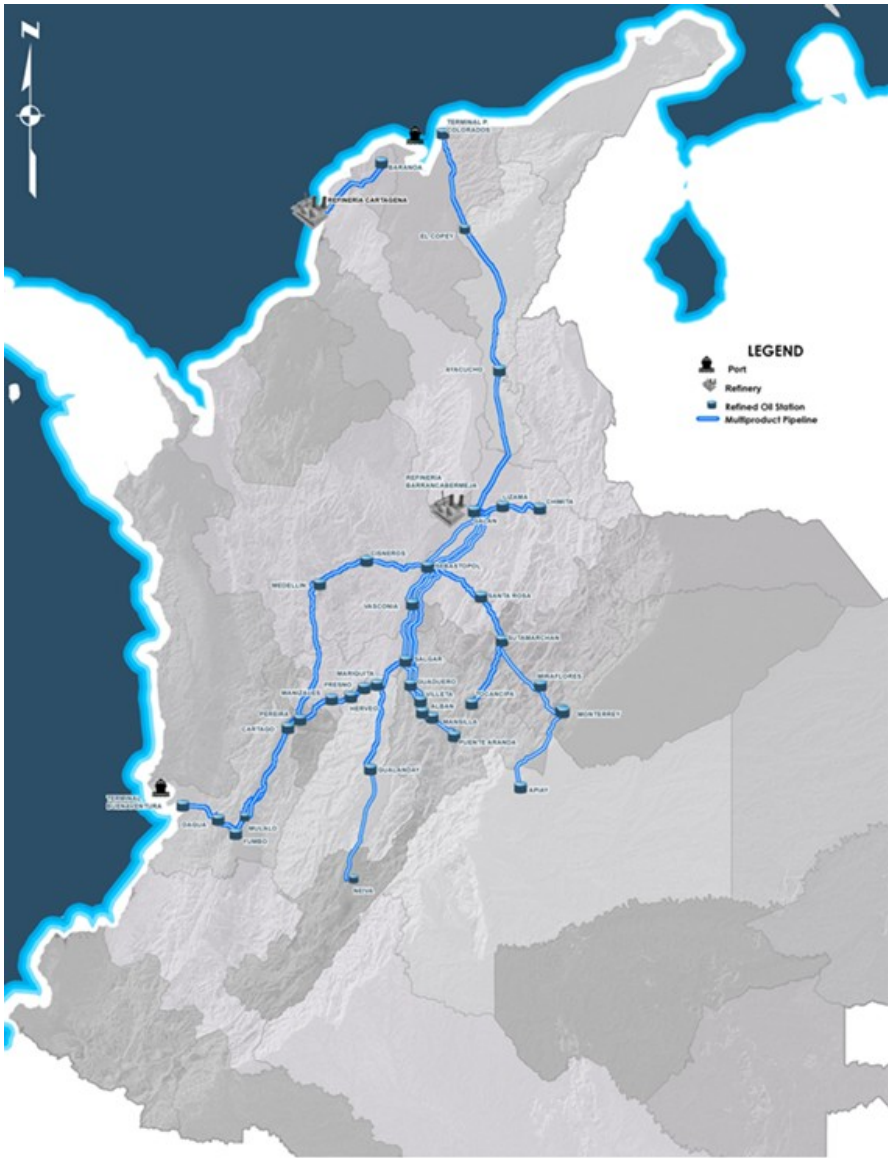 N
TERMINAL P.
COLORADOS
BARANOA
REFINERIA CARTAGENA
EL COPEY
LEGEND
Port
Refinery
Refined Oil Station
Multiproduct Pipeline
AYACUCHO
REFINERIA
BARRANCABERMEJA
LIZAMA
CHIMITA
GALAN
CISNEROS
SEBASTOPOL
MEDELLIN
SANTA ROSA
VASCONIA
SUTAMARCHAN
SALGAR
MARIQUITA
MIRAFLORES
FRESNO
GUADUERO
MANIZALES
VILLETA
TOCANCIPA
HERVEO
ALBAN
PEREIRA
MONTERREY
MANSILLA
CARTAGO
PUENTE ARANDA
GUALANDAY
APIAY
TERMINAL
BUENAVENTURA
DAGUA
MULALO
YUMBO
NEIVA